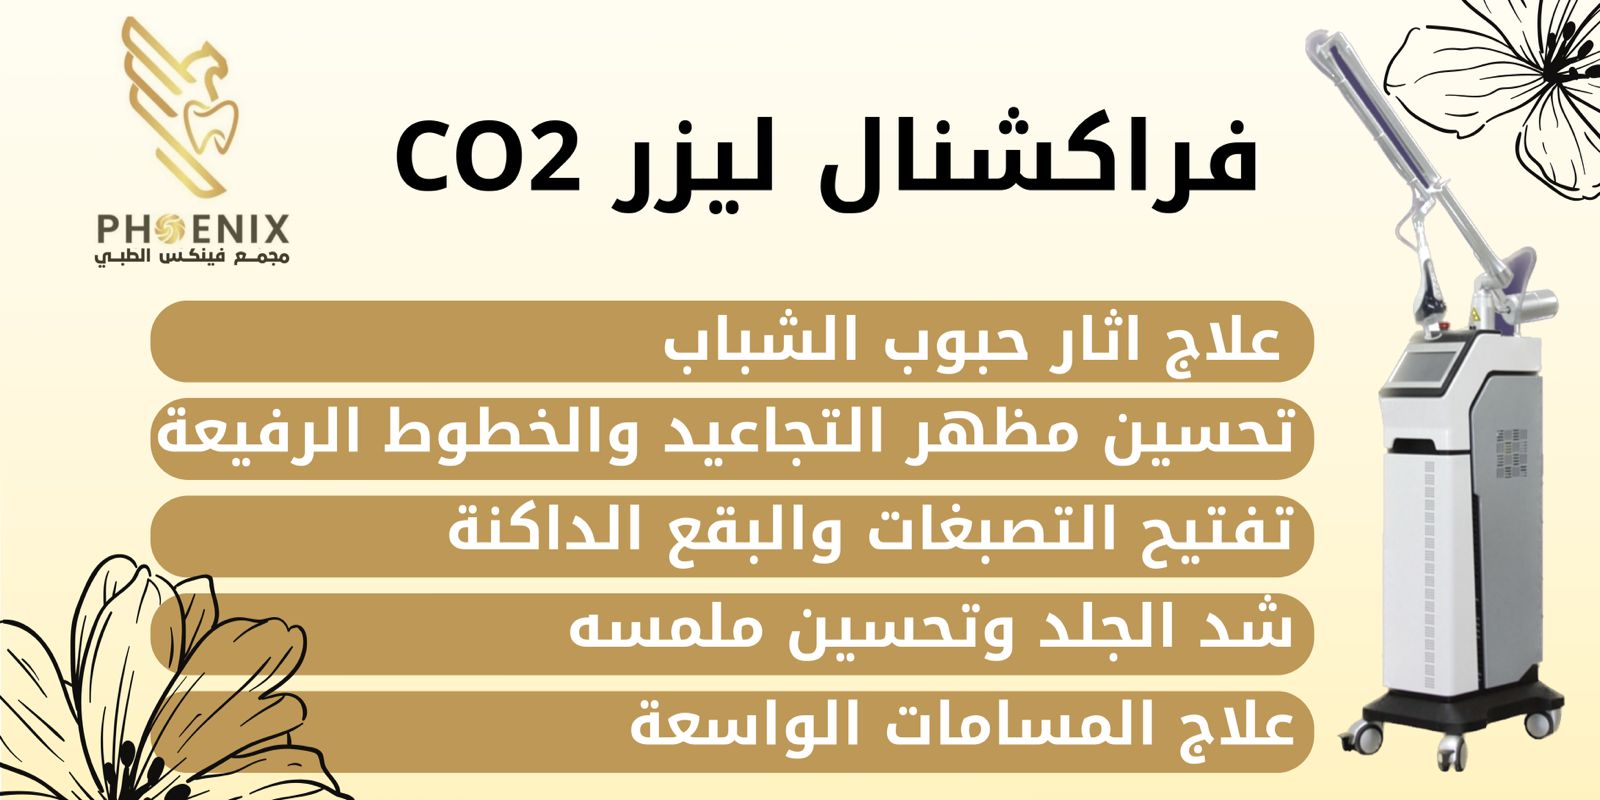 PHOENIX
مجمع فينكس الطبي
فراكشنال ليزر CO2
علاج اثار حبوب الشباب
تحسين مظهر التجاعيد والخطوط الرفيعة
تفتيح التصبغات والبقع الداكنة
شد الجلد وتحسين ملمسه
علاج المسامات الواسعة